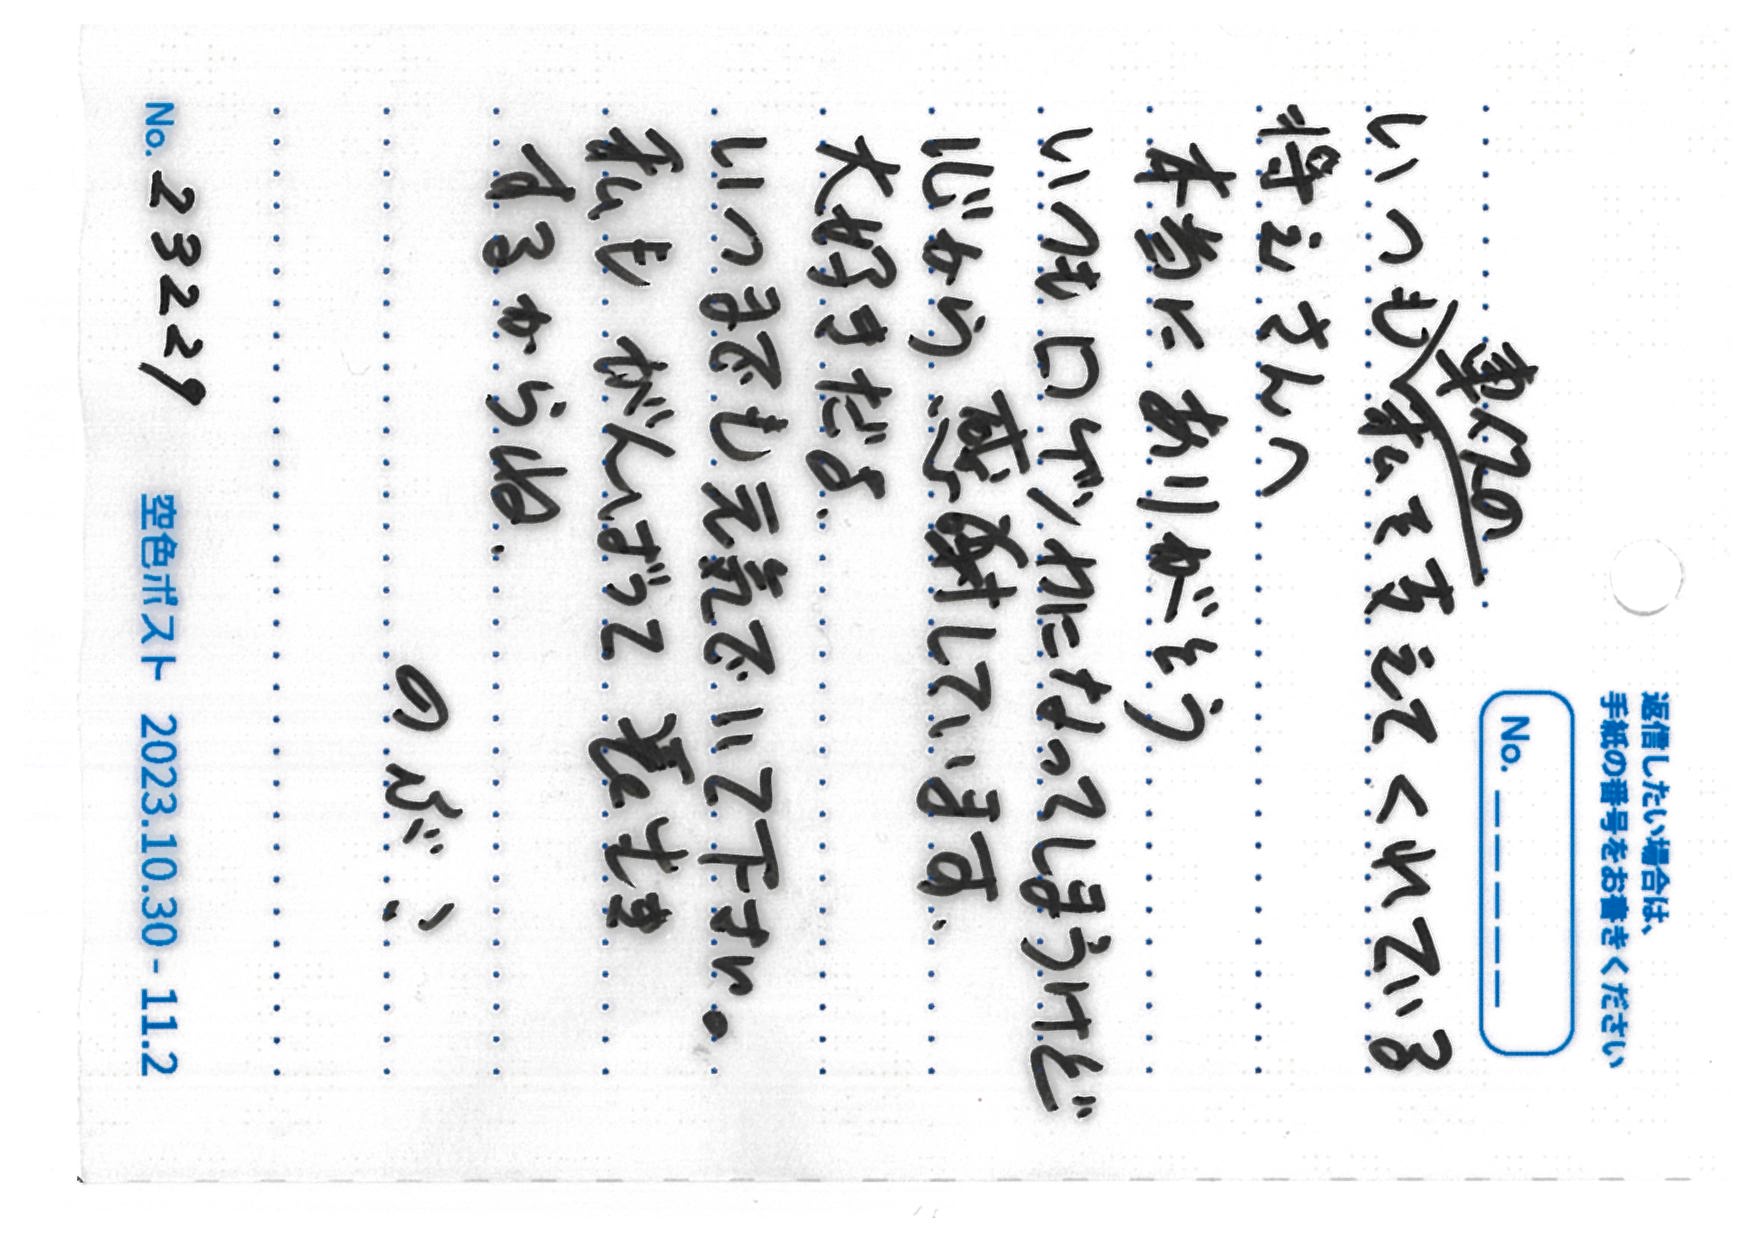 返信したい場合は、
手紙の番号をお書きください
No. _ _ _ _ _
車イスの
いつも私を支えてくれている
将之さんへ
本当にありがとう
いつも口ゲンカになってしまうけど
心から感謝しています、
大好きだよ、
いつまでも元気でいて下さい。
私もがんばって長生き
するからね、
のぶこ
No. 23229
空色ポスト 2023.10.30 - 11.2